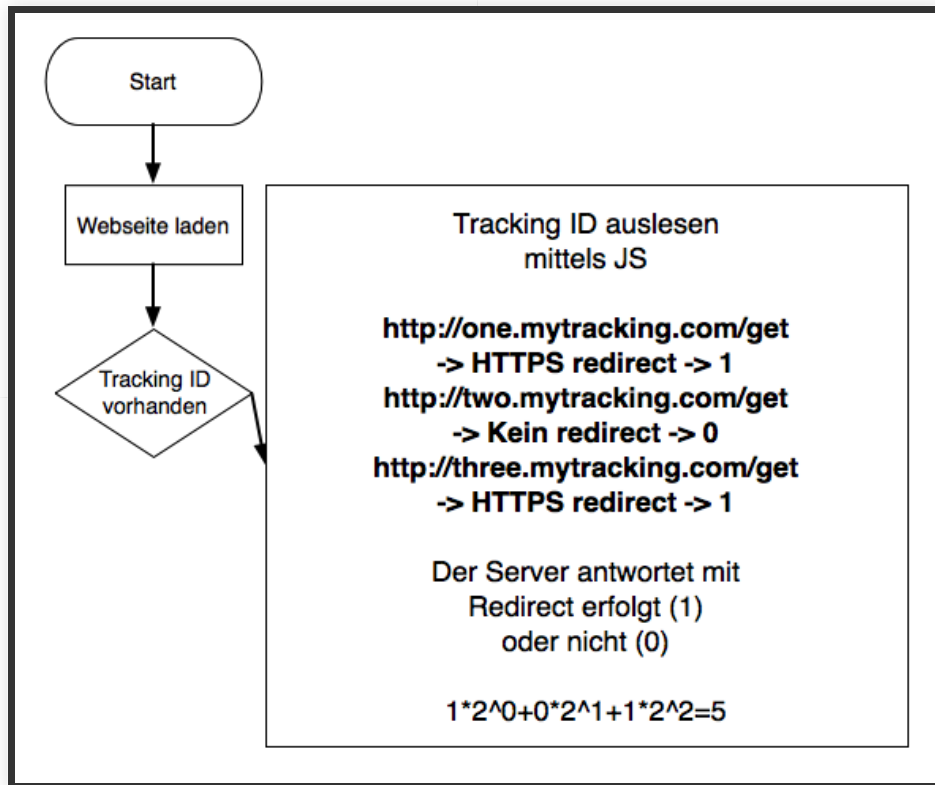 Start
Webseite laden
Tracking ID
vorhanden
Tracking ID auslesen
mittels JS
http://one.mytracking.com/get
-> HTTPS redirect -> 1
http://two.mytracking.com/get
-> Kein redirect -> 0
http://three.mytracking.com/get
-> HTTPS redirect -> 1
Der Server antwortet mit
Redirect erfolgt (1)
oder nicht (0)
1*2^0+0*2^1+1*2^2=5